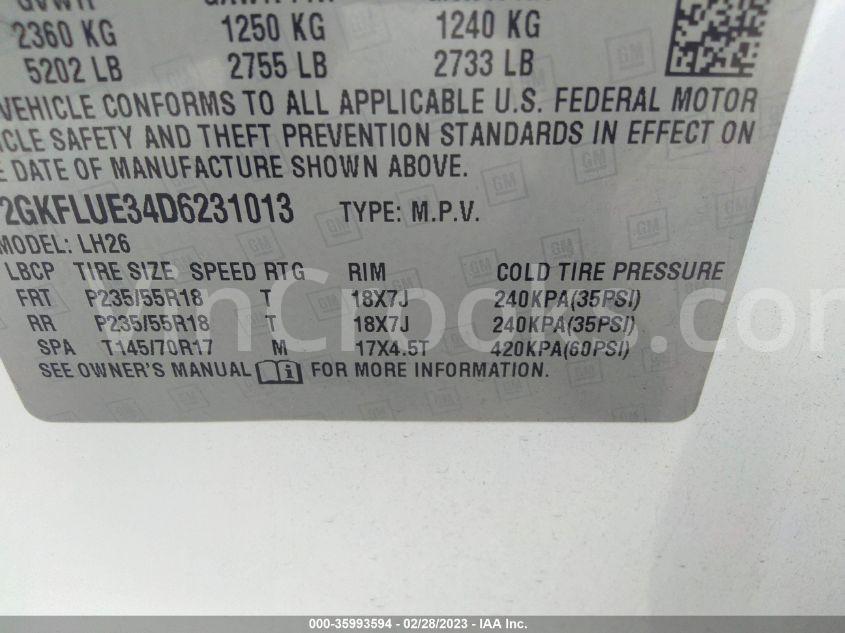 GVWR
2360 KG 1250 KG 1240 KG
5202 LB 2755 LB 2733 LB
VEHICLE CONFORMS TO ALL APPLICABLE U.S. FEDERAL MOTOR
ICLE SAFETY AND THEFT PREVENTION STANDARDS IN EFFECT ON
E DATE OF MANUFACTURE SHOWN ABOVE.
2GKFLUE34D6231013 TYPE: M.P.V.
MODEL: LH26
LBCP TIRE SIZE SPEED RTG RIM COLD TIRE PRESSURE
FRT P235/55R18 T 18X7J 240KPA(35PSI)
RR P235/55R18 T 18X7J 240KPA(35PSI)
SPA T145/70R17 M 17X4.5T 420KPA(60PSI)
SEE OWNER'S MANUAL FOR MORE INFORMATION.
VinCrooks.com
000-35993594 - 02/28/2023 - IAA Inc.